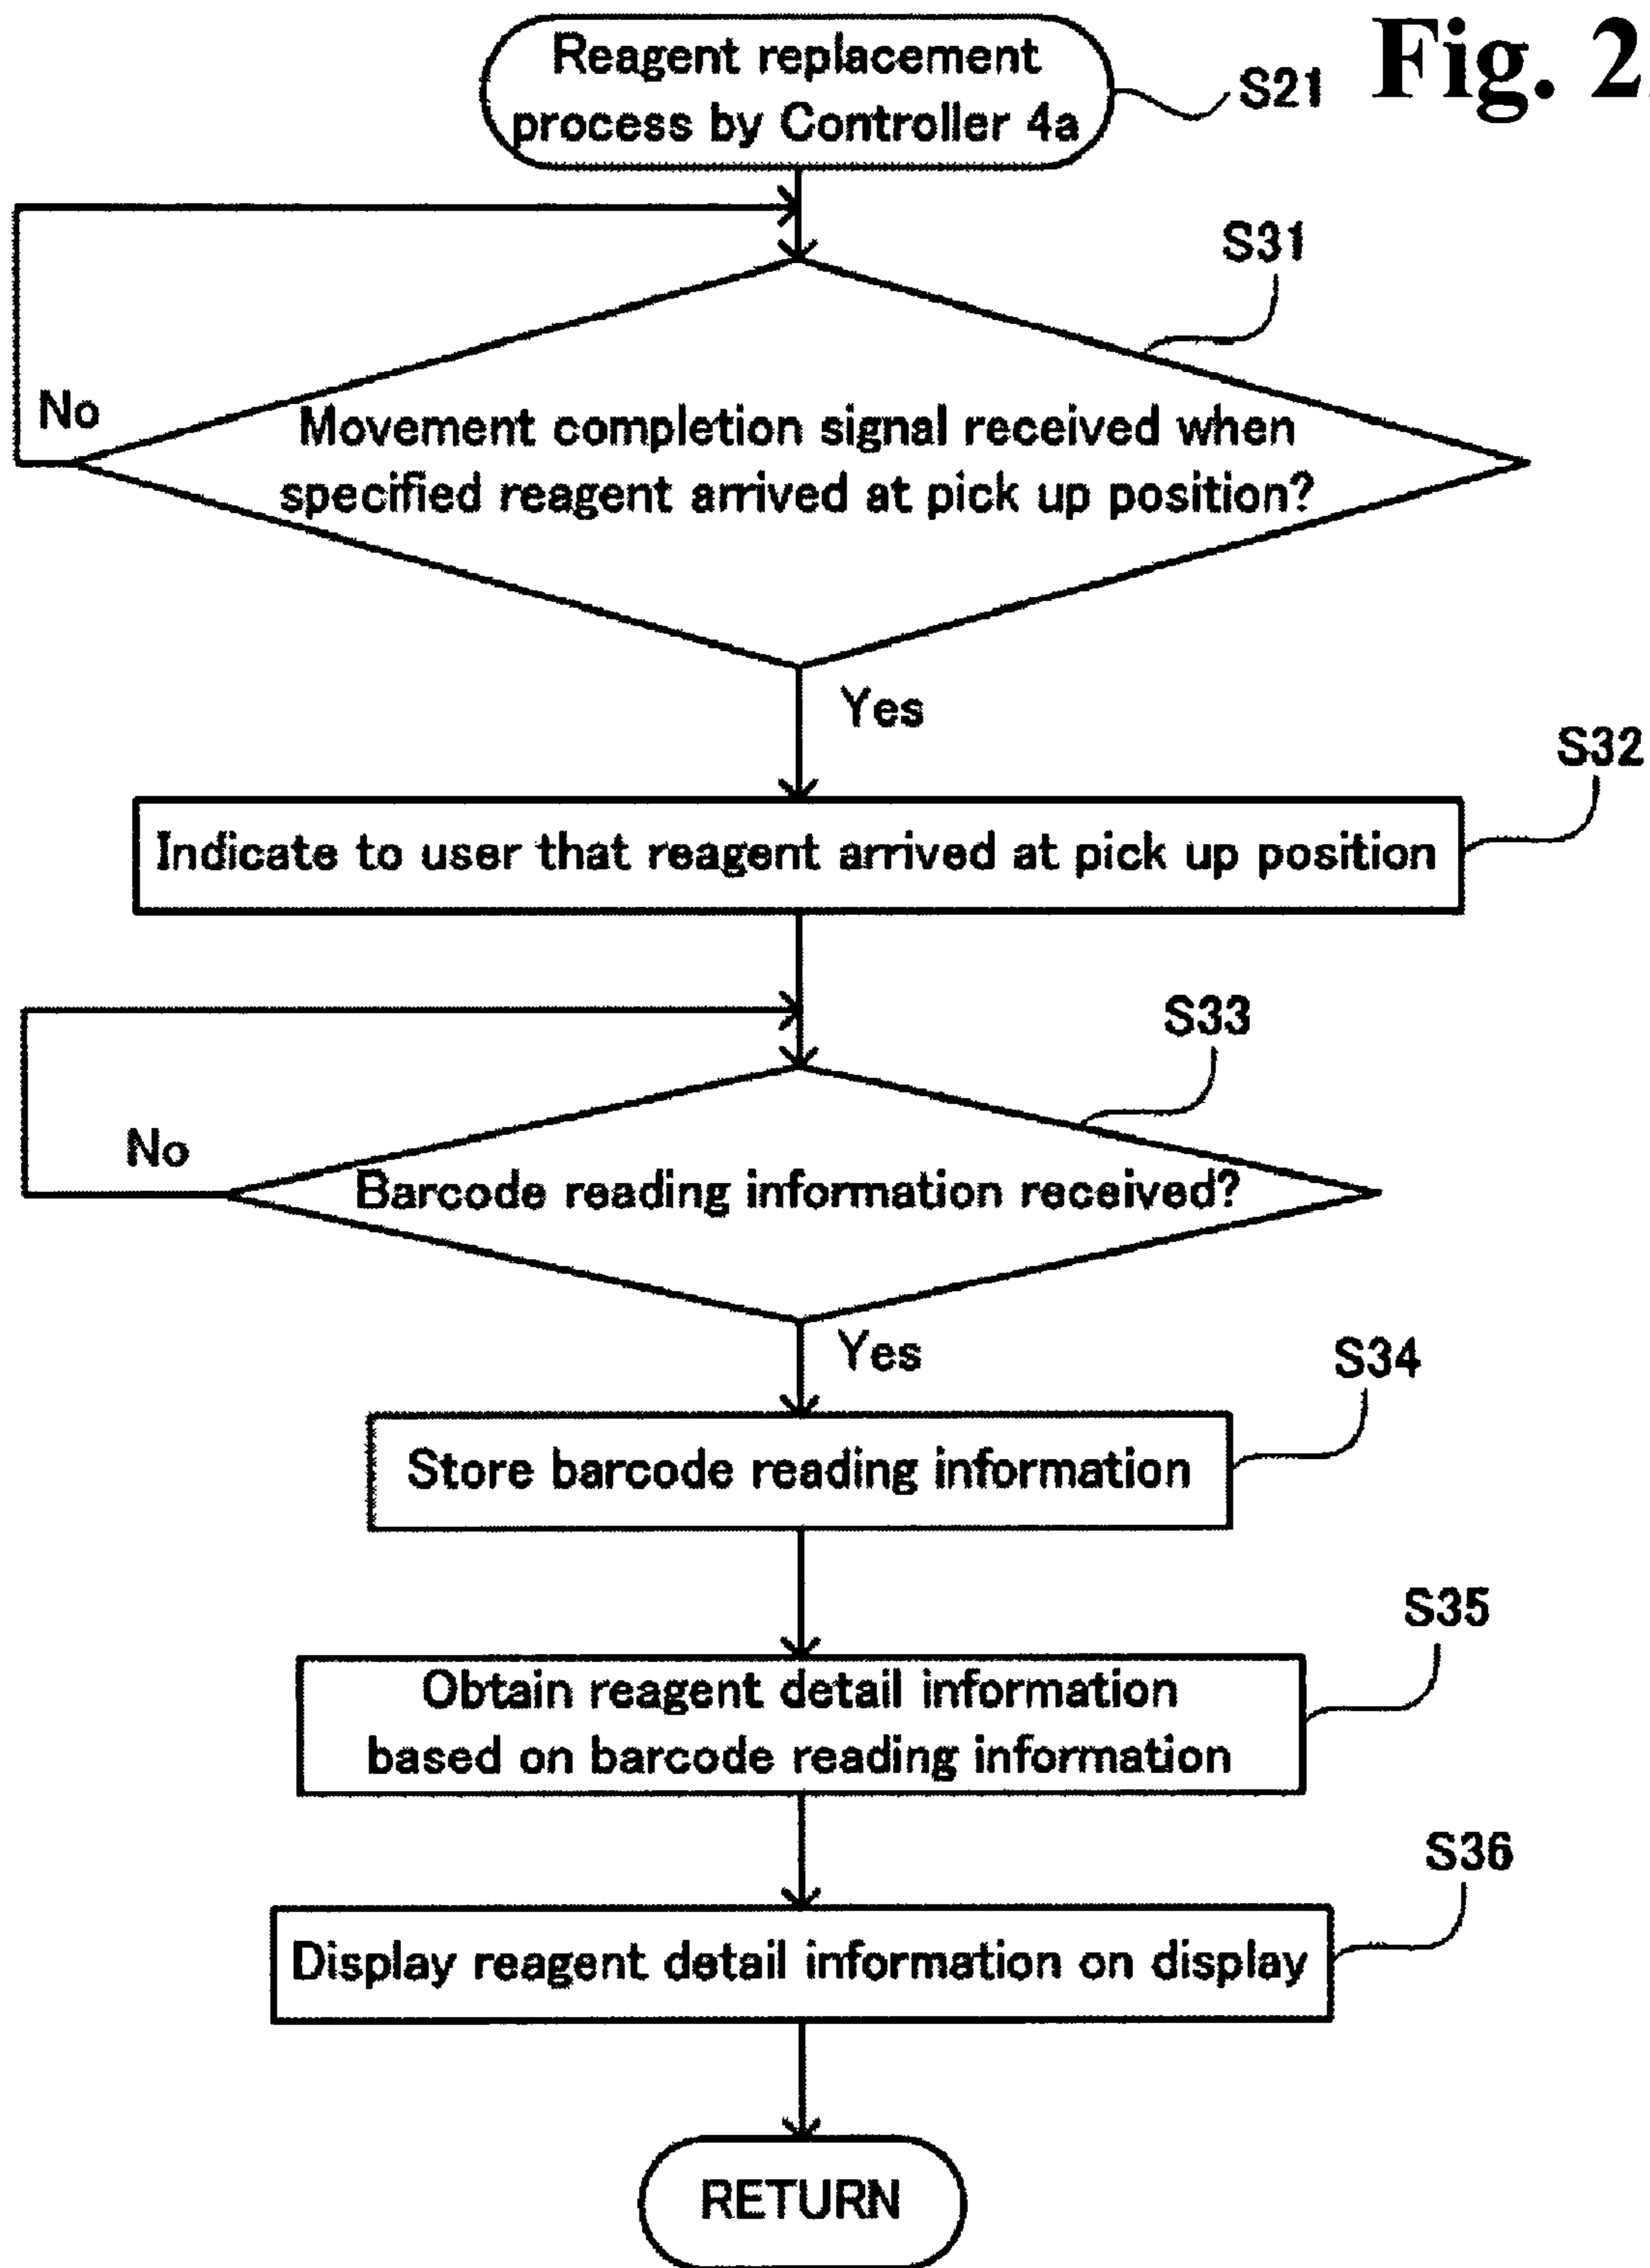 Fig. 2
Reagent replacement
process by Controller 4a
S21
S31
No
Movement completion signal received when
specified reagent arrived at pick up position?
Yes
S32
Indicate to user that reagent arrived at pick up position
S33
No
Barcode reading information received?
Yes
S34
Store barcode reading information
S35
Obtain reagent detail information
based on barcode reading information
S36
Display reagent detail information on display
RETURN